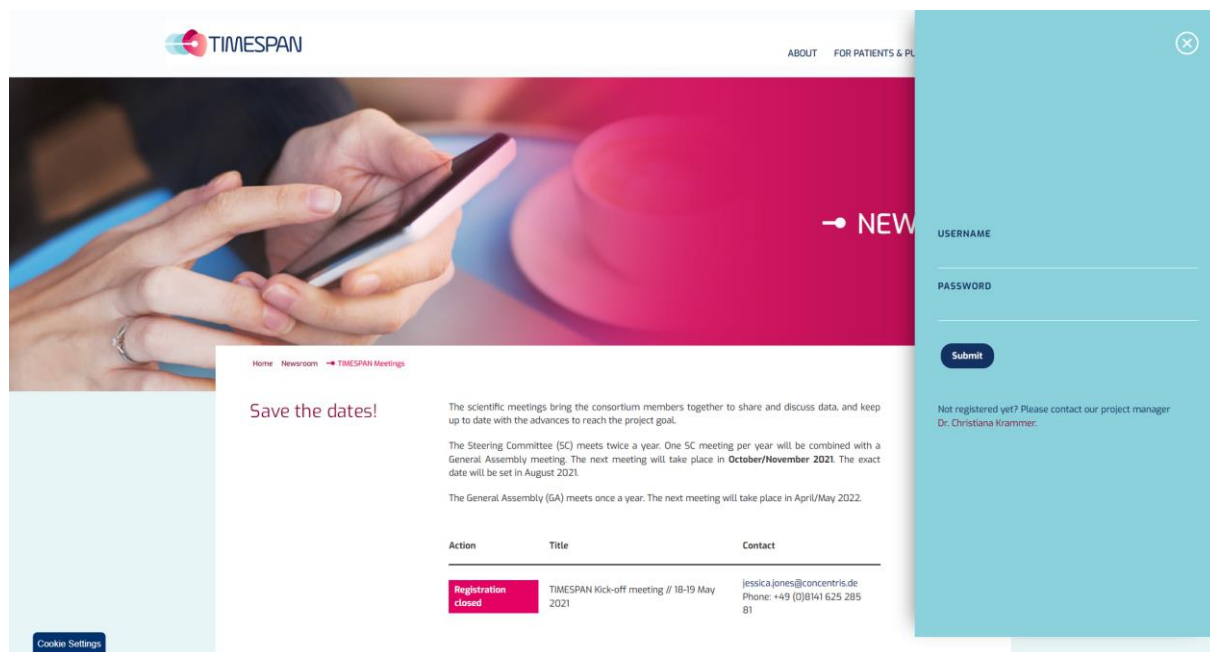 TIMESPAN
ABOUT FOR PATIENTS & PU
NEW
USERNAME
PASSWORD
Submit
Not registered yet? Please contact our project manager
Dr. Christiana Krammer.
Home Newsroom TIMESPAN Meetings
Save the dates!
The scientific meetings bring the consortium members together to share and discuss data, and keep
up to date with the advances to reach the project goal.
The Steering Committee (SC) meets twice a year. One SC meeting per year will be combined with a
General Assembly meeting. The next meeting will take place in October/November 2021. The exact
date will be set in August 2021.
The General Assembly (GA) meets once a year. The next meeting will take place in April/May 2022.
Action Title Contact
Registration
closed
TIMESPAN Kick-off meeting // 18-19 May
2021
jessica.jones@concentris.de
Phone: +49 (0)8141 625 285
81
Cookie Settings